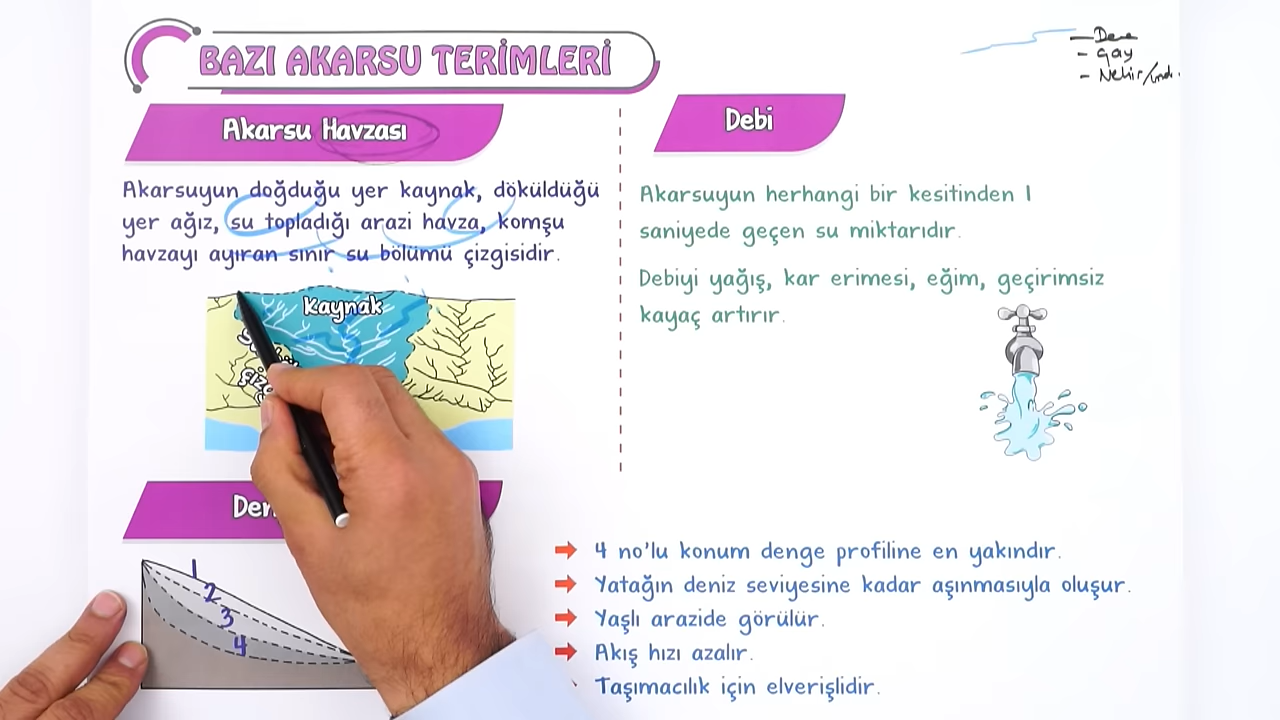 BAZI AKARSU TERİMLERİ
Dere
- Çay
- Nehir/
Akarsu Havzası
Akarsuyun doğduğu yer kaynak, döküldüğü
yer ağız, su topladığı arazi havza, komşu
havzayı ayıran sınır su bölümü çizgisidir.
Kaynak
Debi
Akarsuyun herhangi bir kesitinden 1
saniyede geçen su miktarıdır.
Debiyi yağış, kar erimesi, eğim, geçirimsiz
kayaç artırır.
1
2
3
4
4 no'lu konum denge profiline en yakındır.
Yatağın deniz seviyesine kadar aşınmasıyla oluşur.
Yaşlı arazide görülür.
Akış hızı azalır.
Taşımacılık için elverişlidir.